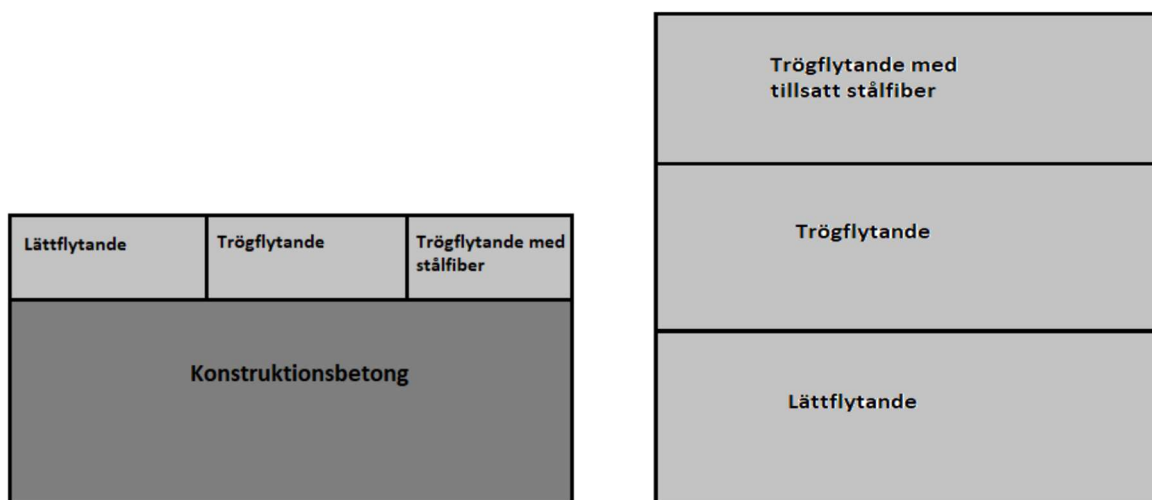 Lättflytande
Trögflytande
Trögflytande med
stålfiber
Konstruktionsbetong
Trögflytande med
tillsatt stålfiber
Trögflytande
Lättflytande